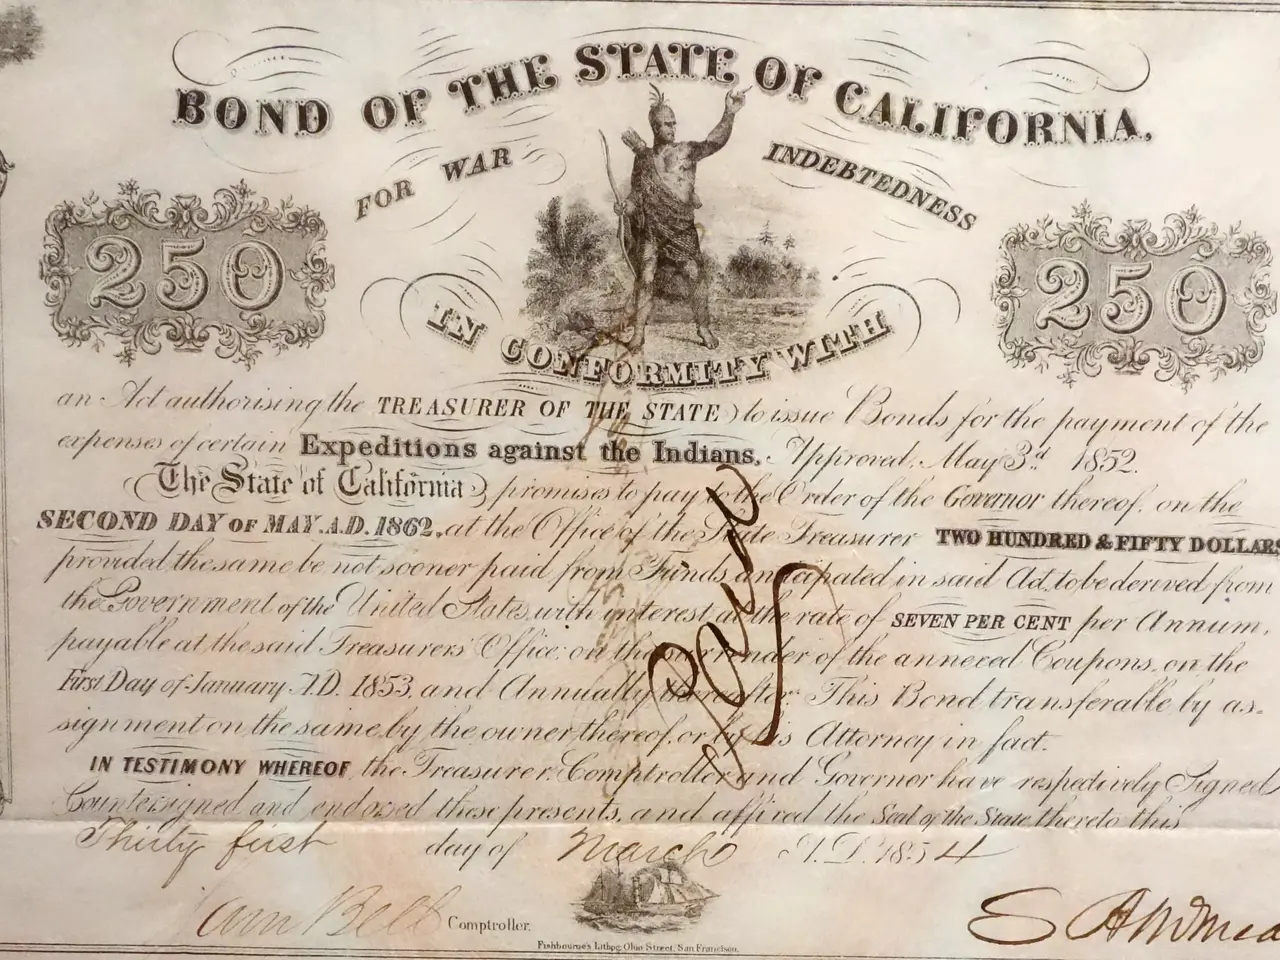 BOND OF THE STATE OF CALIFORNIA.
FOR WAR INDEBTEDNESS
250
250
IN CONFORMITY WITH
an Act authorising the TREASURER OF THE STATE to issue Bonds for the payment of the
expenses of certain Expeditions against the Indians. Approved, May 3d 1852.
The State of California promises to pay to the Order of the Governor thereof, on the
SECOND DAY OF MAY. A.D. 1862, at the Office of the State Treasurer TWO HUNDRED & FIFTY DOLLARS
provided the same be not sooner paid from Funds, anticipated in said Act, to be derived from
the Government of the United States, with interest at the rate of SEVEN PER CENT per Annum,
payable at the said Treasurers' Office; on the surrender of the annexed Coupons, on the
First Day of January A.D. 1853, and Annually thereafter. This Bond transferable by as-
signment on the same, by the owner thereof, or by his Attorney in fact.
IN TESTIMONY WHEREOF, the Treasurer, Comptroller and Governor have respectively Signed
Countersigned and endorsed these presents, and affixed the Seal of the State thereto this
Thirty first day of March A.D. 1854
Bell Comptroller.
Fishbourne's Lithog: Ohio Street, San Francisco.